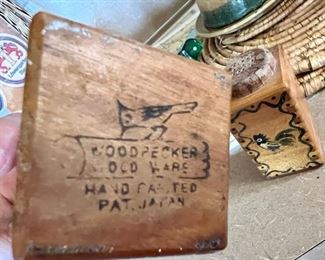 WOODPECKER
OLD WARE
HAND PAINTED
PAT. JAPAN